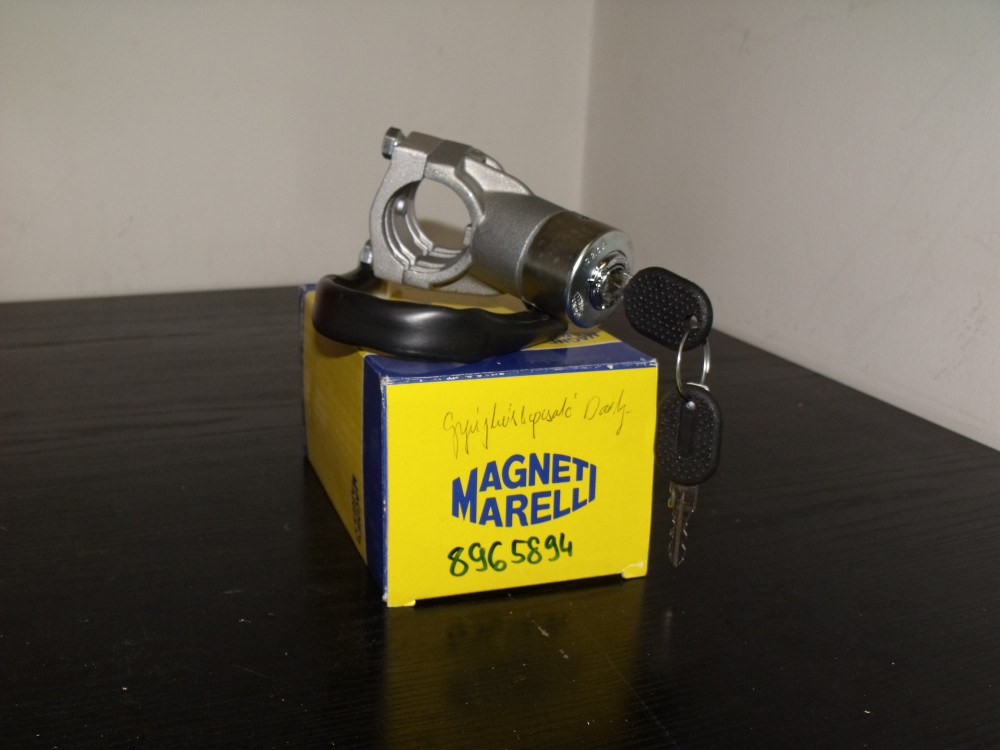 Gyújtáskapcsoló Daily
MAGNETI
MARELLI
8965894